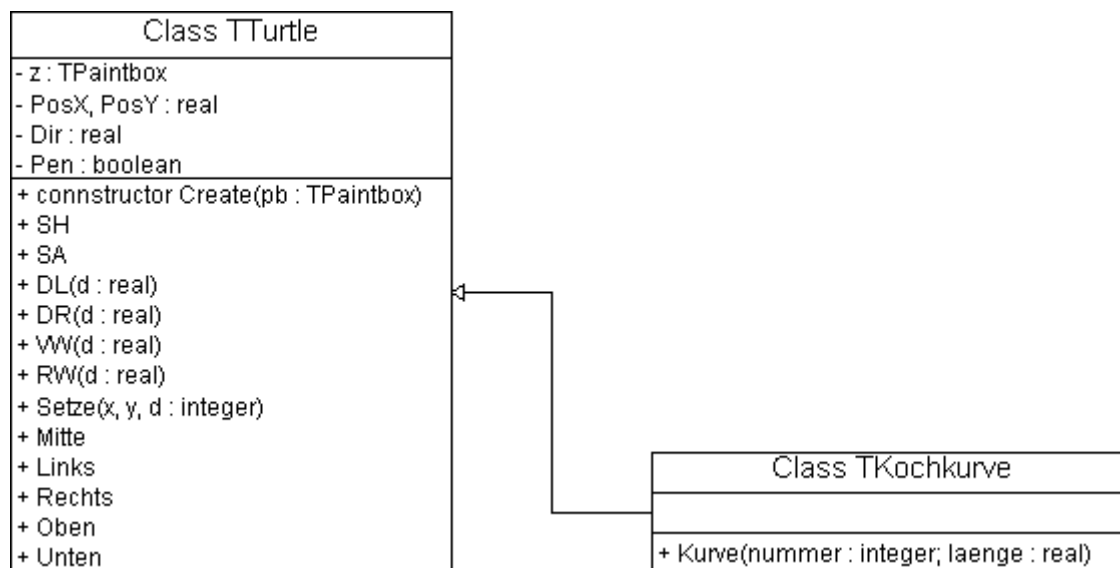 Class TTurtle
- z : TPaintbox
- PosX, PosY : real
- Dir : real
- Pen : boolean
+ connstructor Create(pb : TPaintbox)
+ SH
+ SA
+ DL(d : real)
+ DR(d : real)
+ VW(d : real)
+ RW(d : real)
+ Setze(x, y, d : integer)
+ Mitte
+ Links
+ Rechts
+ Oben
+ Unten
Class TKochkurve
+ Kurve(nummer : integer; laenge : real)